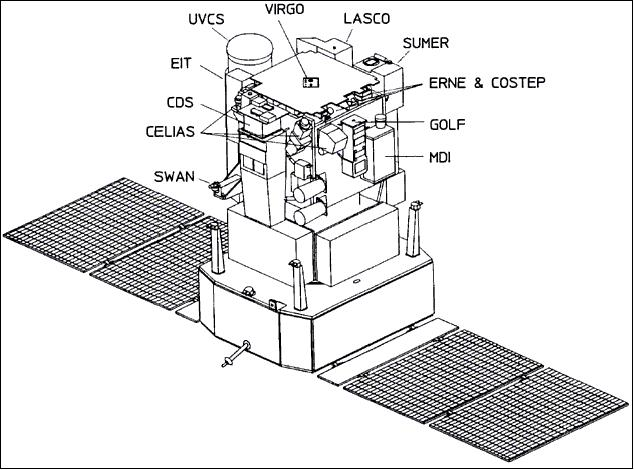 VIRGO
UVCS
LASCO
SUMER
EIT
ERNE & COSTEP
CDS
GOLF
CELIAS
MDI
SWAN